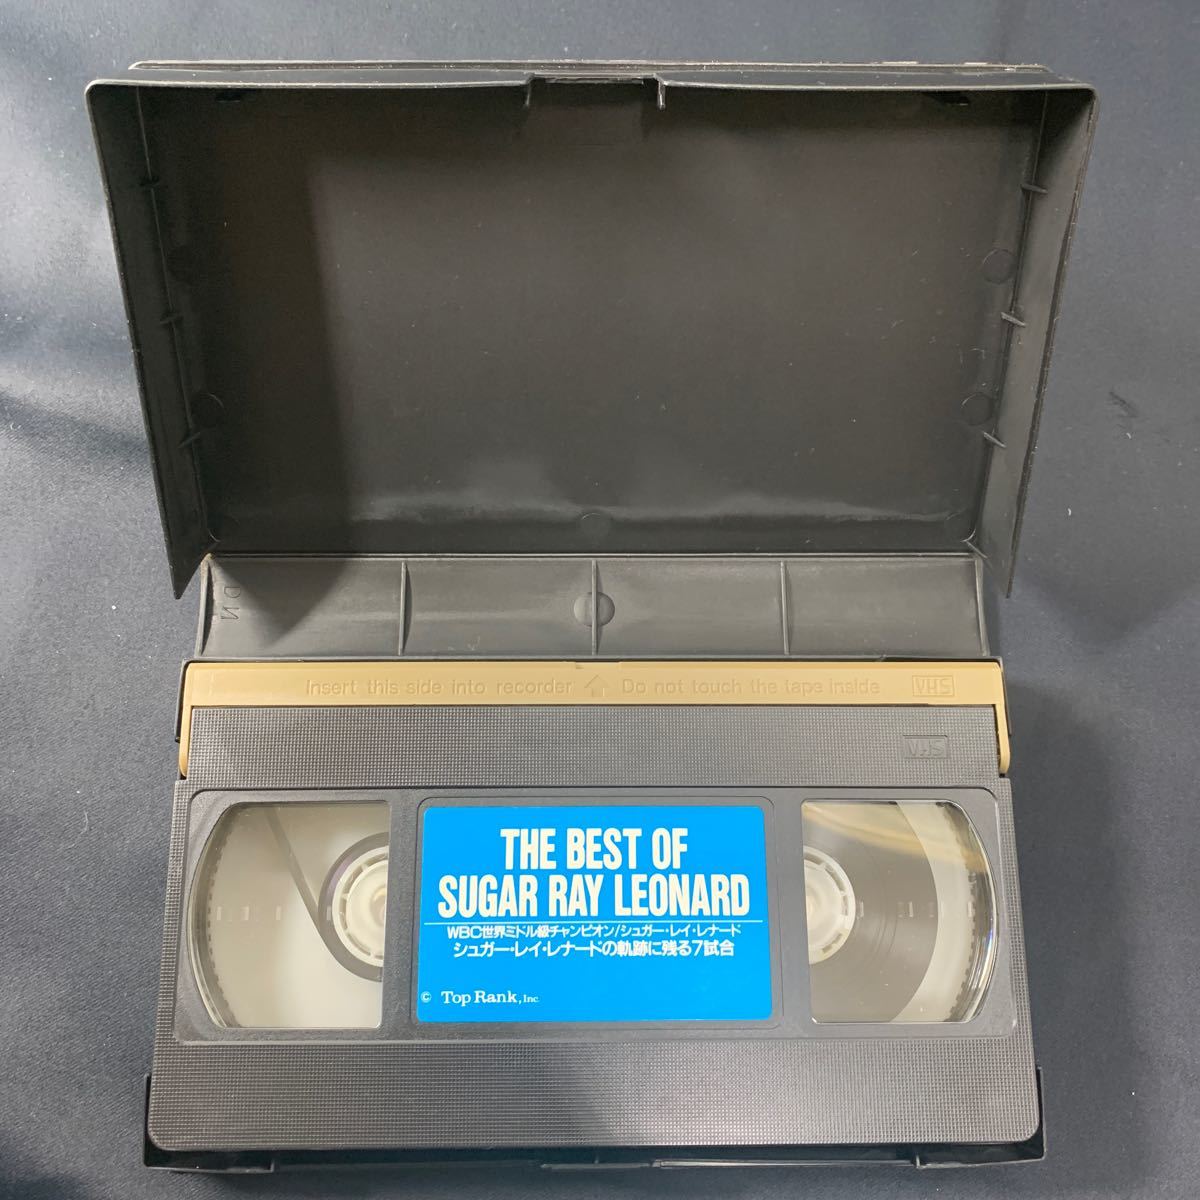 NO
Insert this side into recorder Do not touch the tape inside VHS
VHS
THE BEST OF
SUGAR RAY LEONARD
WBC世界ミドル級チャンピオン/シュガー・レイ・レナード
シュガー・レイ・レナードの軌跡に残る7試合
© Top Rank, Inc.